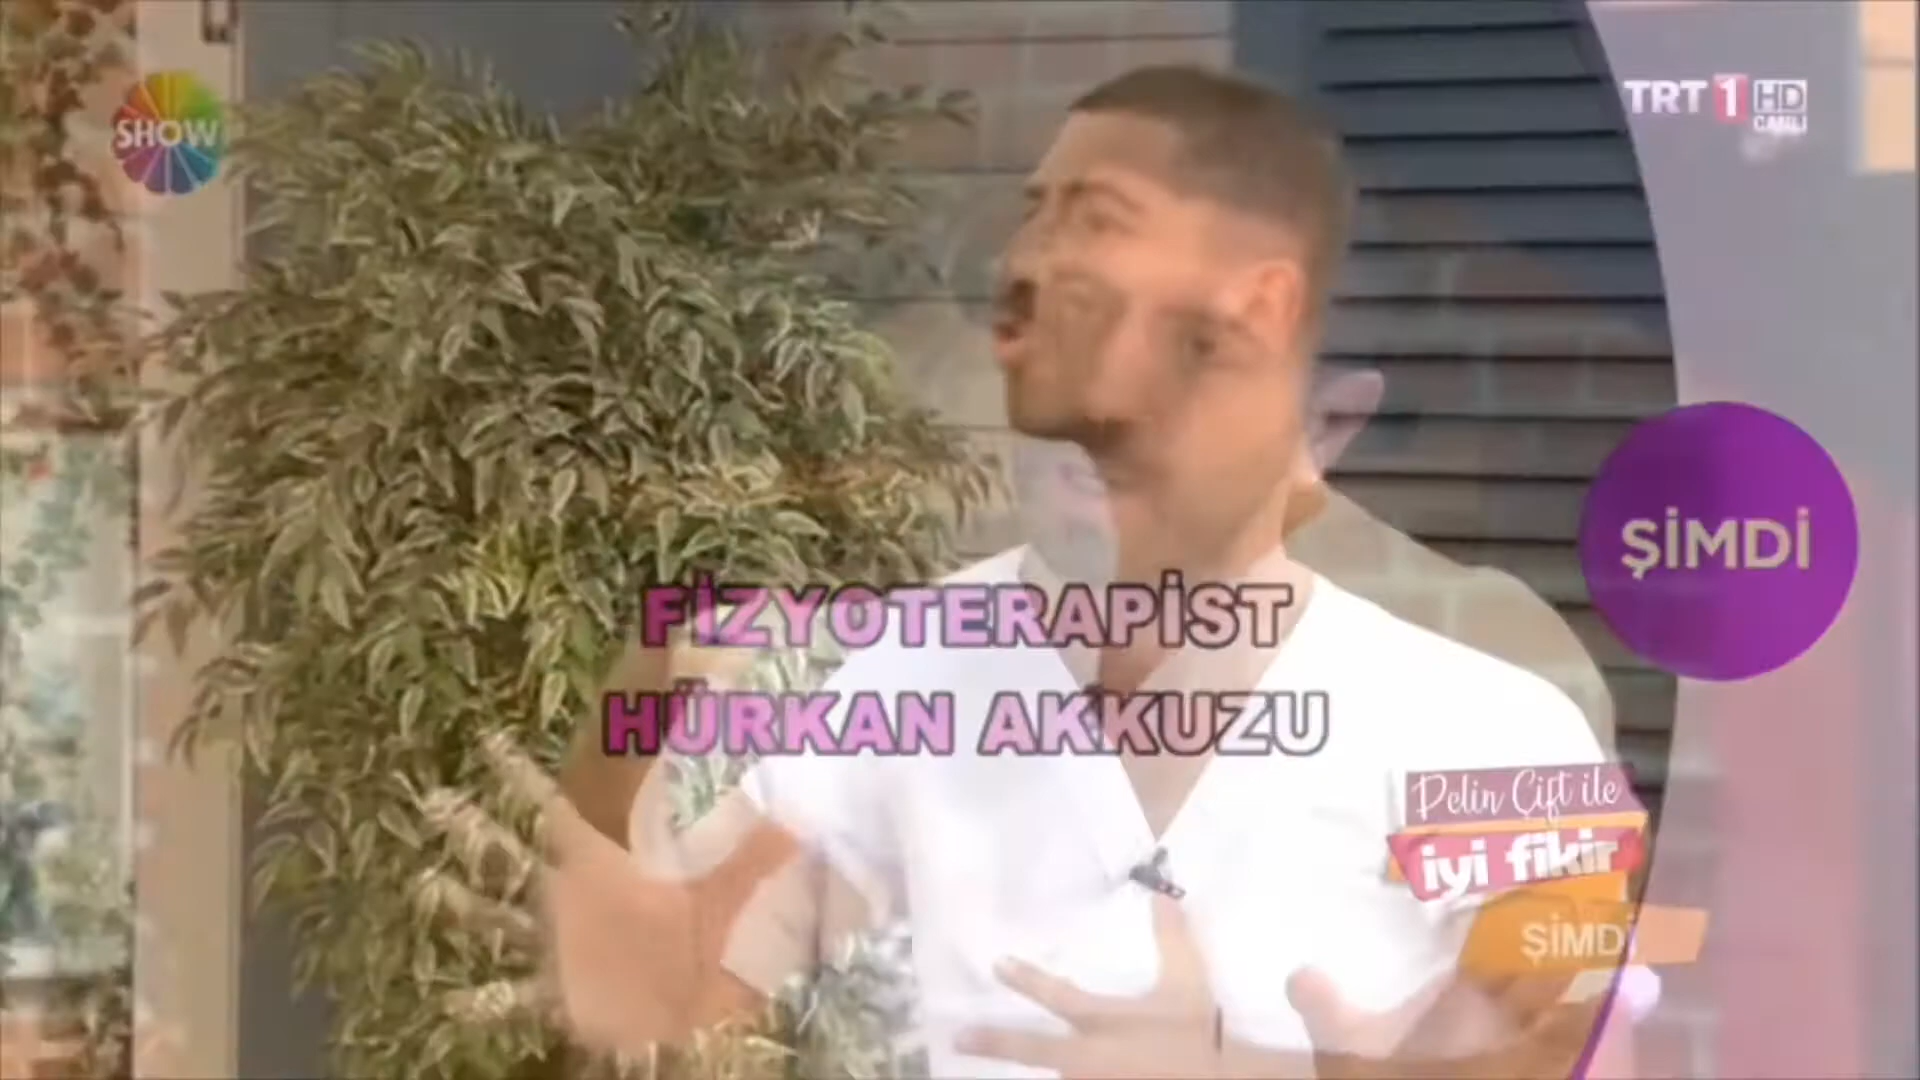 SHOW
TRT 1 HD
CANLI
ŞİMDİ
FİZYOTERAPİST
HÜRKAN AKKUZU
Pelin Çift ile
iyi fikir
ŞİMDİ